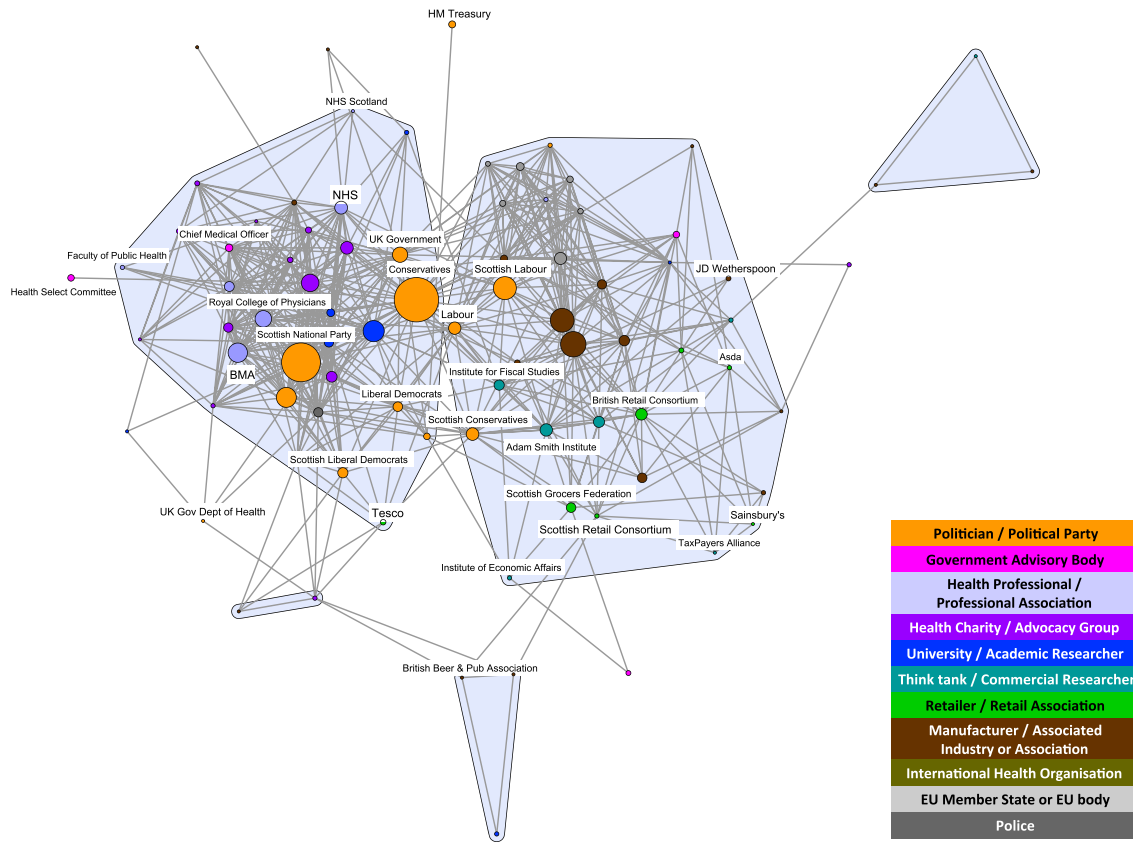 HM Treasury
NHS Scotland
NHS
Chief Medical Officer
UK Government
Faculty of Public Health
Conservatives
Scottish Labour
JD Wetherspoon
Health Select Committee
Royal College of Physicians
Labour
Scottish National Party
Asda
BMA
Institute for Fiscal Studies
Liberal Democrats
British Retail Consortium
Scottish Conservatives
Adam Smith Institute
Scottish Liberal Democrats
Scottish Grocers Federation
UK Gov Dept of Health
Tesco
Scottish Retail Consortium
Sainsbury's
TaxPayers Alliance
Institute of Economic Affairs
British Beer & Pub Association
Politician / Political Party
Government Advisory Body
Health Professional /
Professional Association
Health Charity / Advocacy Group
University / Academic Researcher
Think tank / Commercial Researcher
Retailer / Retail Association
Manufacturer / Associated
Industry or Association
International Health Organisation
EU Member State or EU body
Police